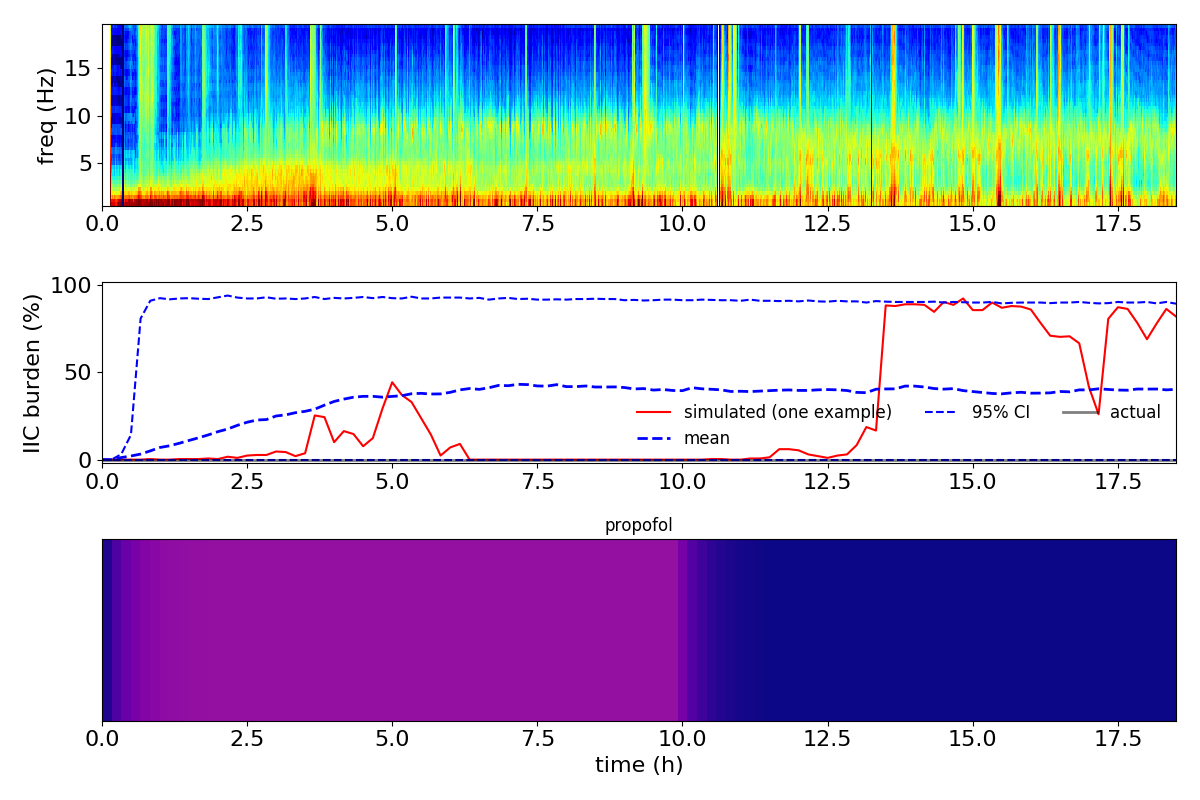 freq (Hz)
15
10
5
0.0 2.5 5.0 7.5 10.0 12.5 15.0 17.5
IIC burden (%)
100
50
0
simulated (one example) 95% CI actual
mean
0.0 2.5 5.0 7.5 10.0 12.5 15.0 17.5
propofol
0.0 2.5 5.0 7.5 10.0 12.5 15.0 17.5
time (h)